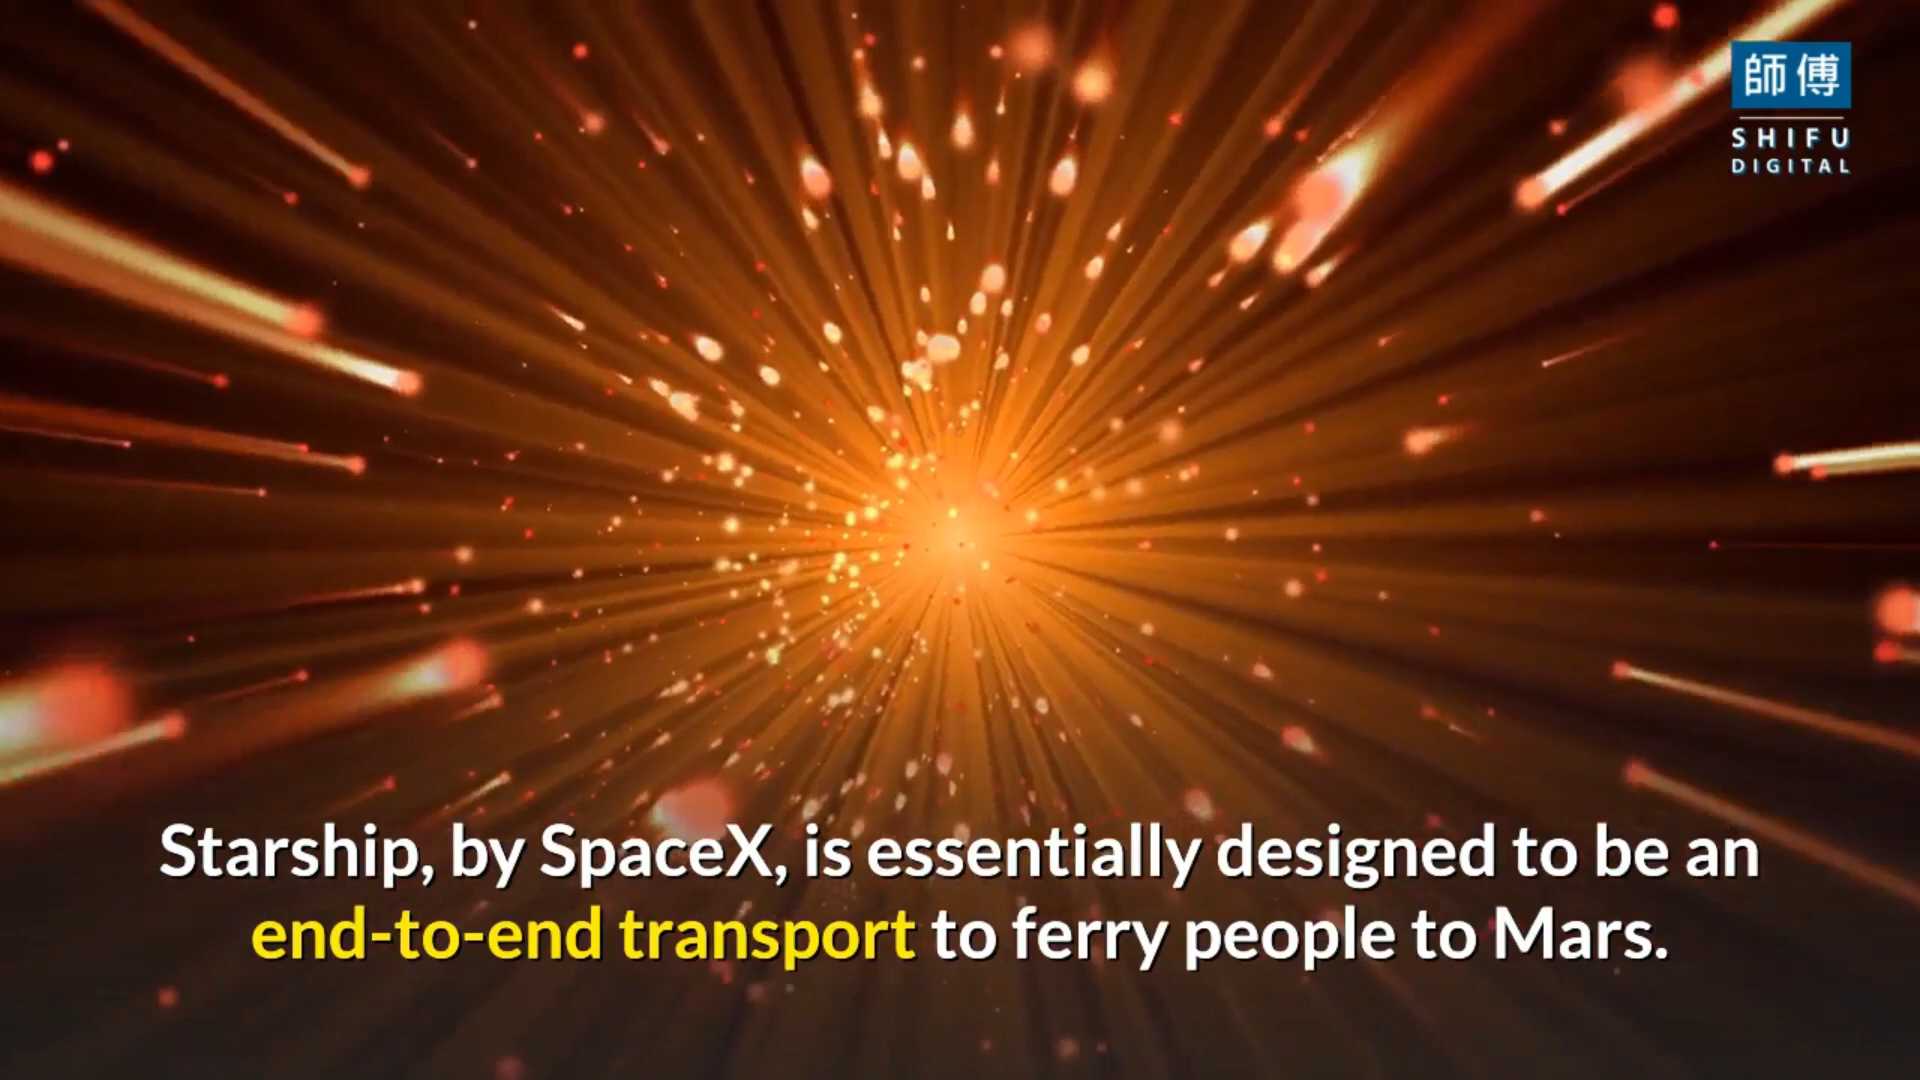 師傅
SHIFU
DIGITAL
Starship, by SpaceX, is essentially designed to be an
end-to-end transport to ferry people to Mars.